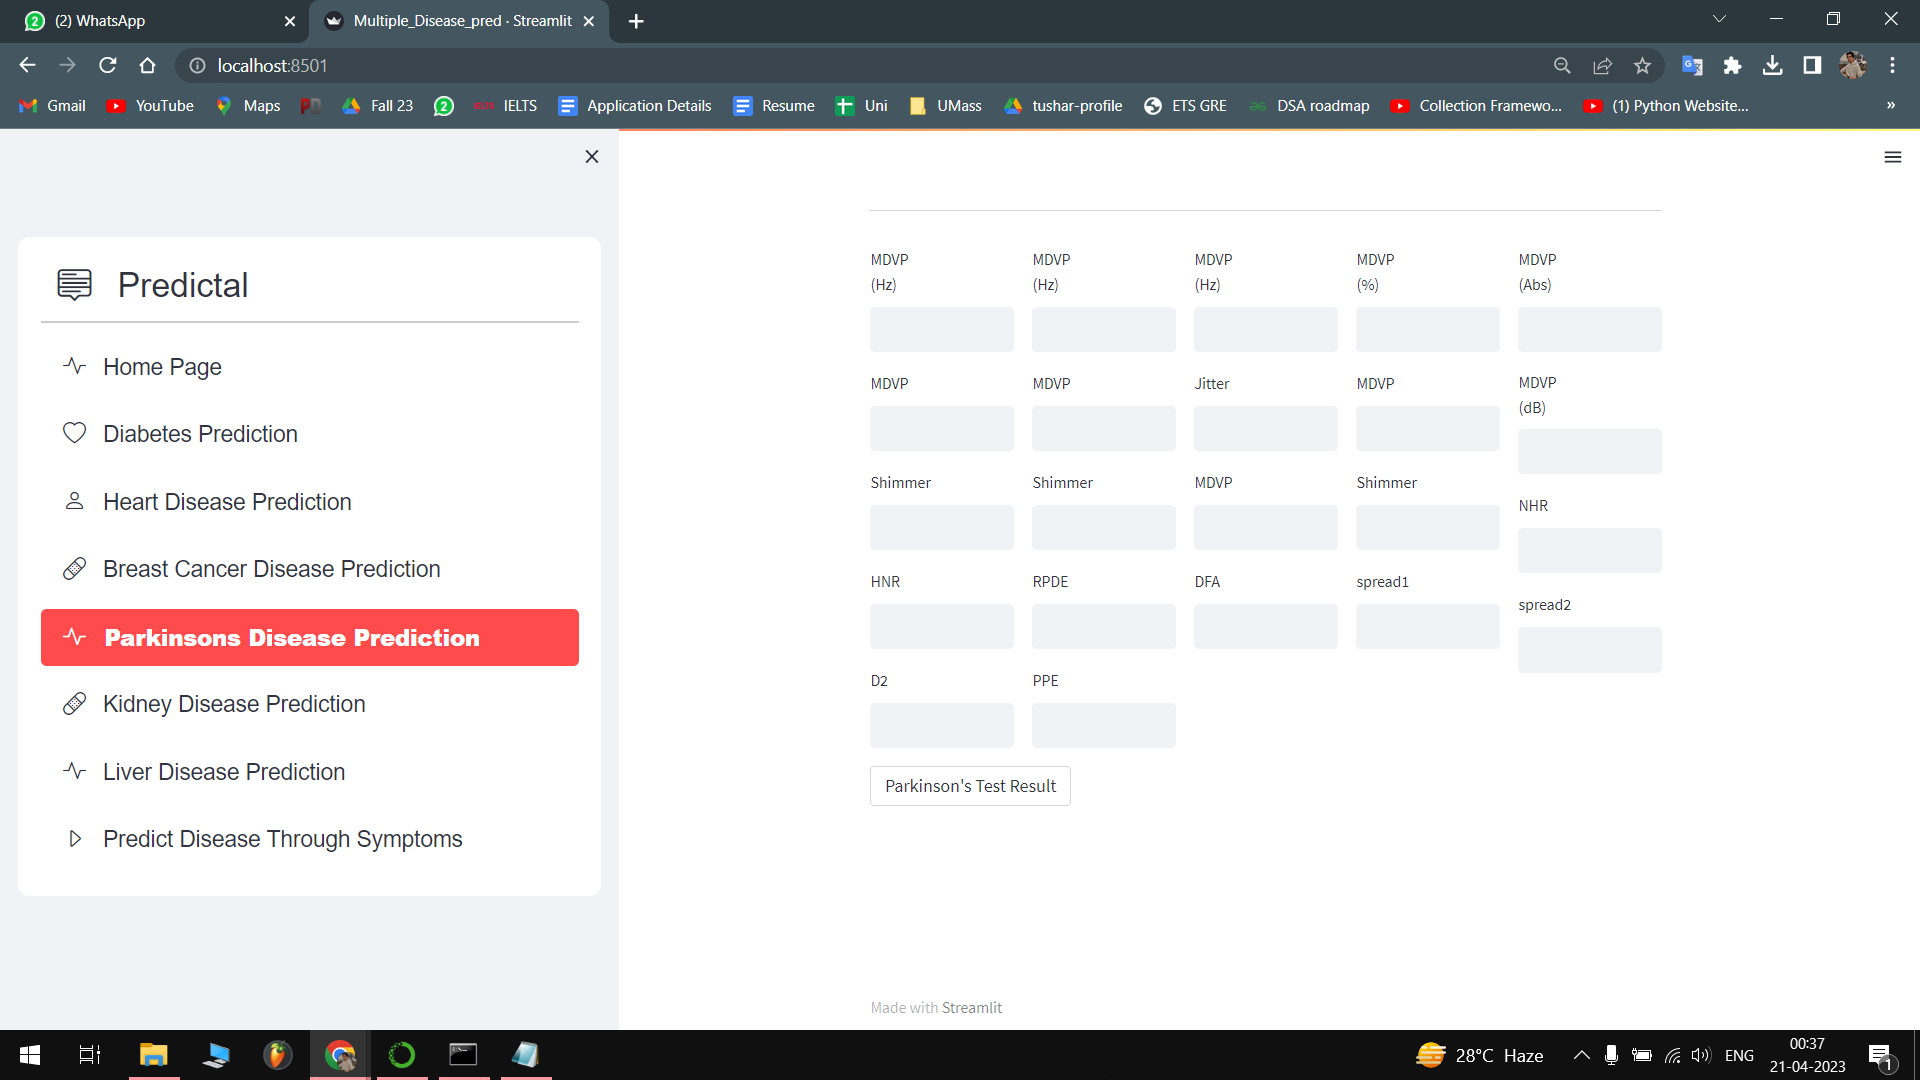 (2) WhatsApp
Multiple_Disease_pred · Streamlit
localhost:8501
Gmail
YouTube
Maps
Fall 23
IELTS
Application Details
Resume
Uni
UMass
tushar-profile
ETS GRE
DSA roadmap
Collection Framewo...
(1) Python Website...
»
Predictal
Home Page
Diabetes Prediction
Heart Disease Prediction
Breast Cancer Disease Prediction
Parkinsons Disease Prediction
Kidney Disease Prediction
Liver Disease Prediction
Predict Disease Through Symptoms
MDVP (Hz)
MDVP (Hz)
MDVP (Hz)
MDVP (%)
MDVP (Abs)
MDVP
MDVP
Jitter
MDVP
MDVP (dB)
Shimmer
Shimmer
MDVP
Shimmer
NHR
HNR
RPDE
DFA
spread1
spread2
D2
PPE
Parkinson's Test Result
Made with Streamlit
28°C Haze
ENG
00:37
21-04-2023
1